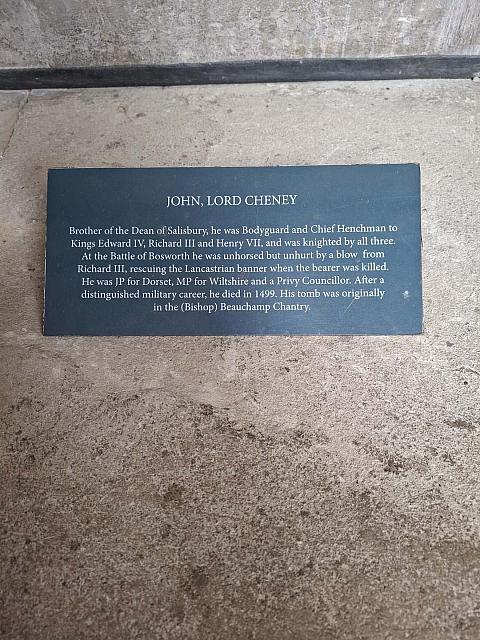 JOHN, LORD CHENEY
Brother of the Dean of Salisbury, he was Bodyguard and Chief Henchman to
Kings Edward IV, Richard III and Henry VII, and was knighted by all three.
At the Battle of Bosworth he was unhorsed but unhurt by a blow from
Richard III, rescuing the Lancastrian banner when the bearer was killed.
He was JP for Dorset, MP for Wiltshire and a Privy Councillor. After a
distinguished military career, he died in 1499. His tomb was originally
in the (Bishop) Beauchamp Chantry.